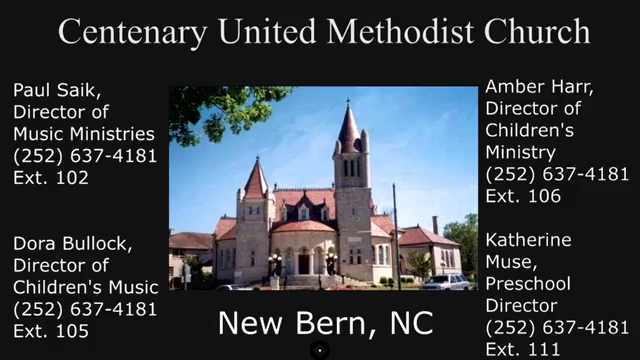 Centenary United Methodist Church
Paul Saik,
Director of
Music Ministries
(252) 637-4181
Ext. 102
Dora Bullock,
Director of
Children's Music
(252) 637-4181
Ext. 105
Amber Harr,
Director of
Children's
Ministry
(252) 637-4181
Ext. 106
Katherine
Muse,
Preschool
Director
(252) 637-4181
Ext. 111
New Bern, NC